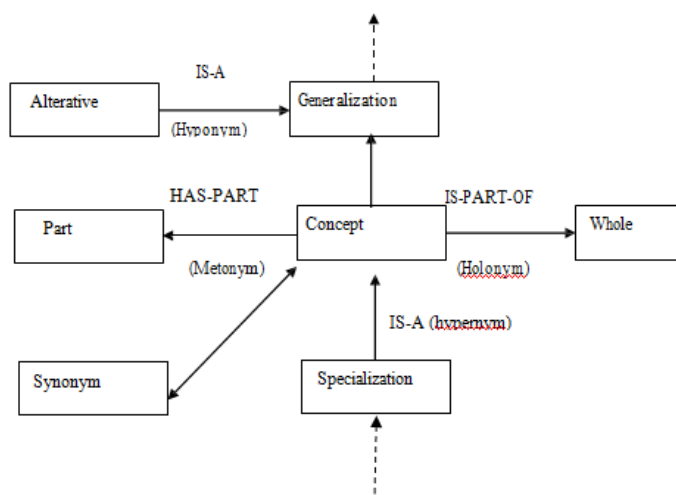 IS-A
Alterative
Generalization
(Hyponym)
HAS-PART
IS-PART-OF
Part
Concept
Whole
(Metonym)
(Holonym)
IS-A (hypernym)
Synonym
Specialization